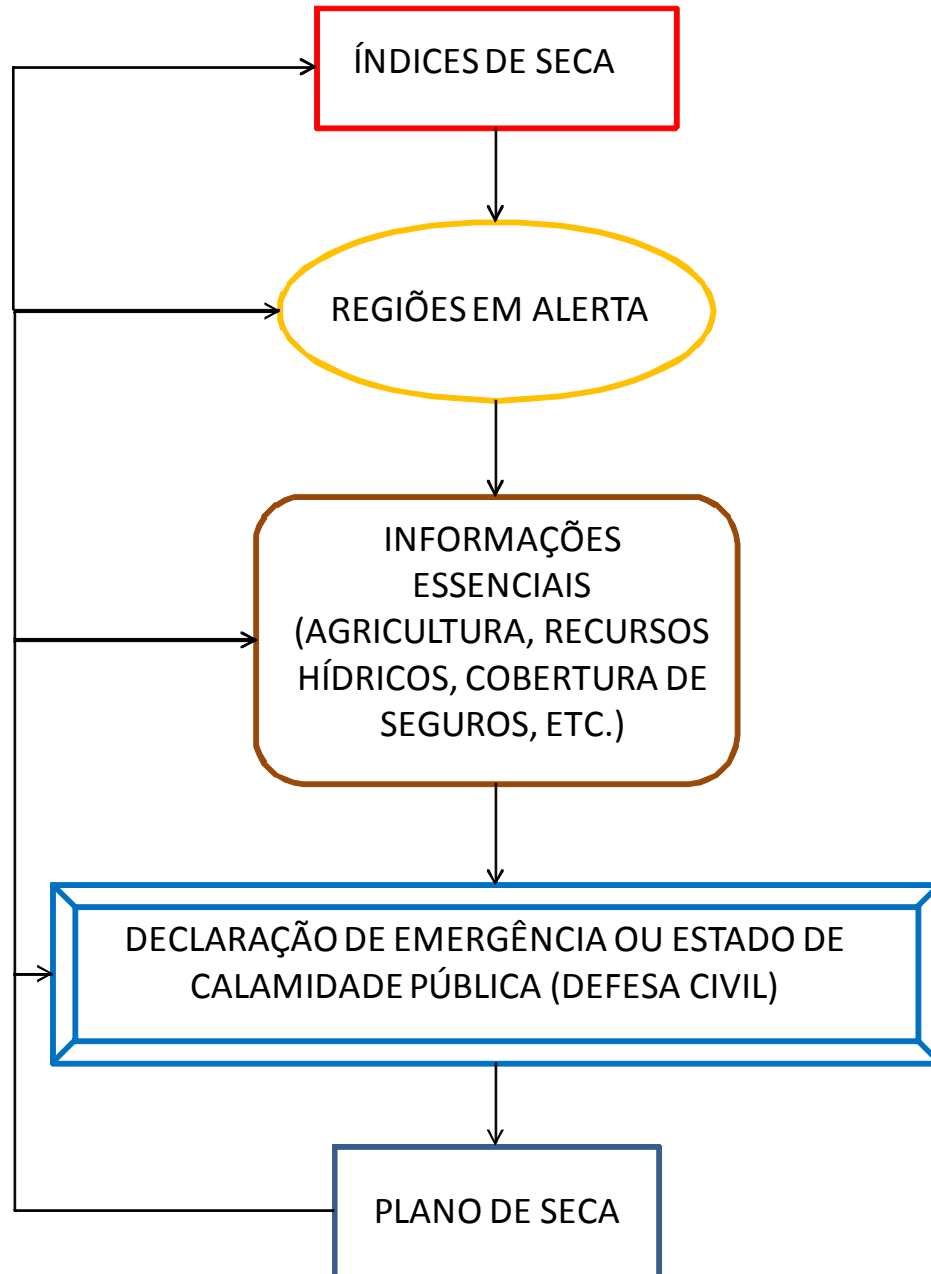 ÍNDICES DE SECA
REGIÕES EM ALERTA
INFORMAÇÕES
ESSENCIAIS
(AGRICULTURA, RECURSOS
HÍDRICOS, COBERTURA DE
SEGUROS, ETC.)
DECLARAÇÃO DE EMERGÊNCIA OU ESTADO DE
CALAMIDADE PÚBLICA (DEFESA CIVIL)
PLANO DE SECA